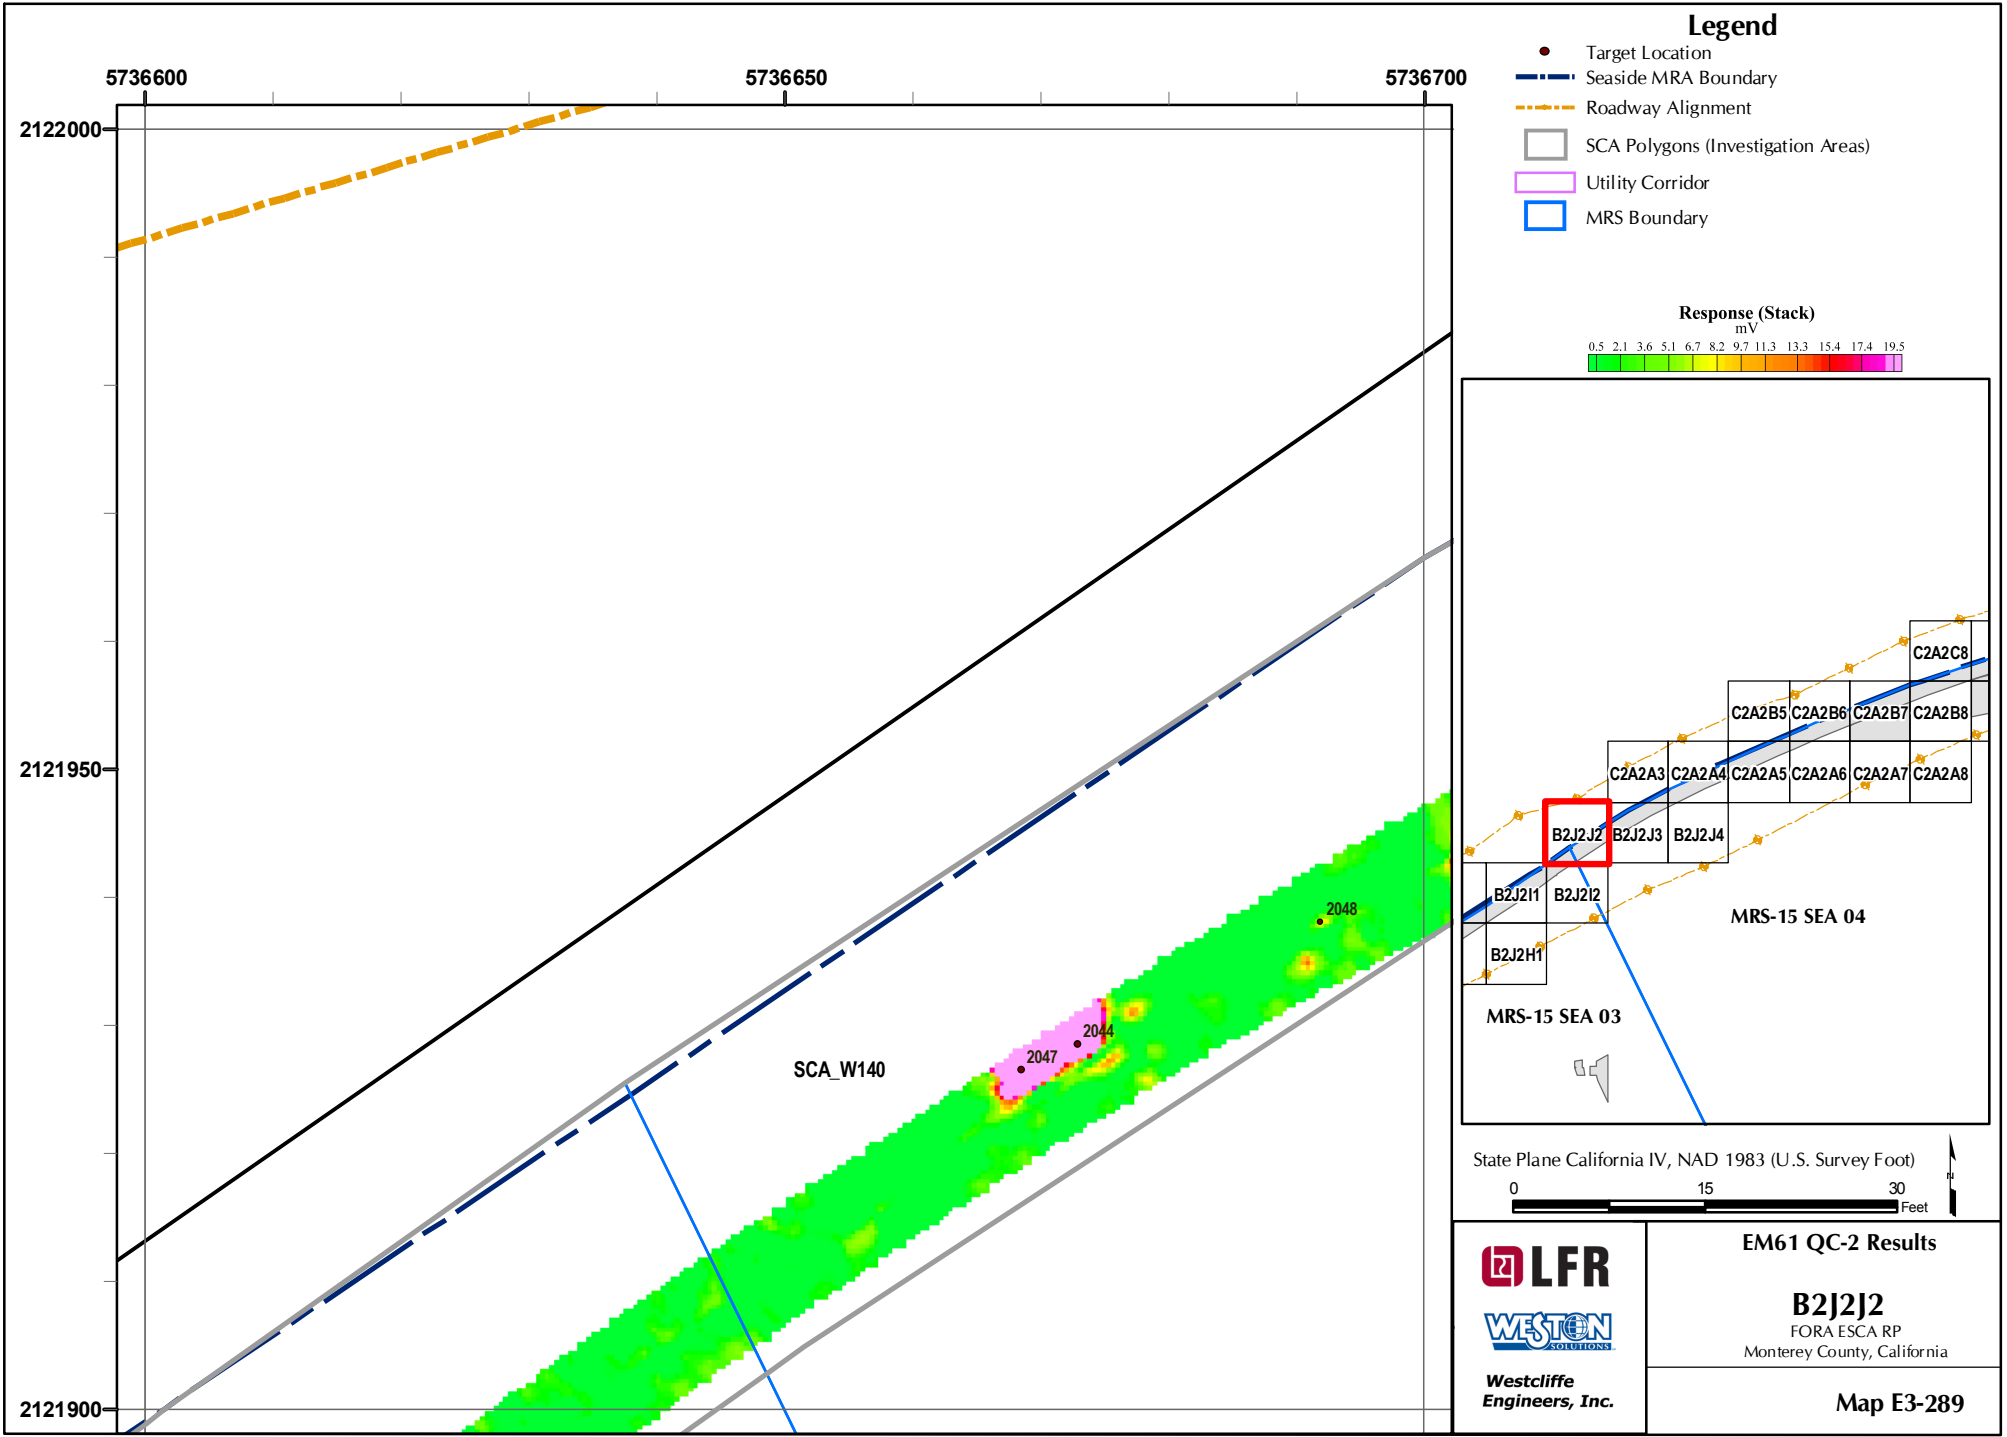 Legend
Target Location
Seaside MRA Boundary
Roadway Alignment
SCA Polygons (Investigation Areas)
Utility Corridor
MRS Boundary
5736600
5736650
5736700
2122000
2121950
2121900
2048
2044
2047
SCA_W140
Response (Stack)
mV
0.5 2.1 3.6 5.1 6.7 8.2 9.7 11.3 13.3 15.4 17.4 19.5
C2A2C8
C2A2B5 C2A2B6 C2A2B7 C2A2B8
C2A2A3 C2A2A4 C2A2A5 C2A2A6 C2A2A7 C2A2A8
B2J2J2 B2J2J3 B2J2J4
B2J2I1 B2J2I2
MRS-15 SEA 04
B2J2H1
MRS-15 SEA 03
State Plane California IV, NAD 1983 (U.S. Survey Foot)
0 15 30
Feet
N
LFR
WESTON
SOLUTIONS
Westcliffe
Engineers, Inc.
EM61 QC-2 Results
B2J2J2
FORA ESCA RP
Monterey County, California
Map E3-289